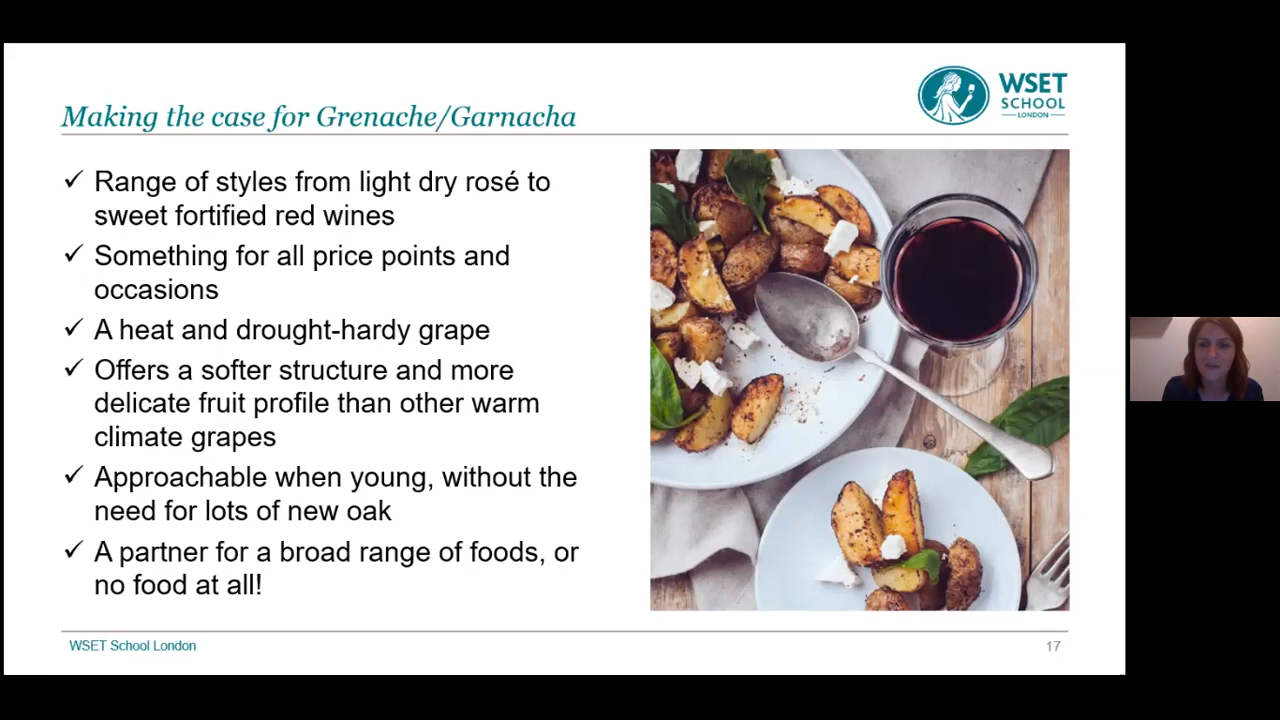 WSET
SCHOOL
LONDON
Making the case for Grenache/Garnacha
✓ Range of styles from light dry rosé to
sweet fortified red wines
✓ Something for all price points and
occasions
✓ A heat and drought-hardy grape
✓ Offers a softer structure and more
delicate fruit profile than other warm
climate grapes
✓ Approachable when young, without the
need for lots of new oak
✓ A partner for a broad range of foods, or
no food at all!
WSET School London
17